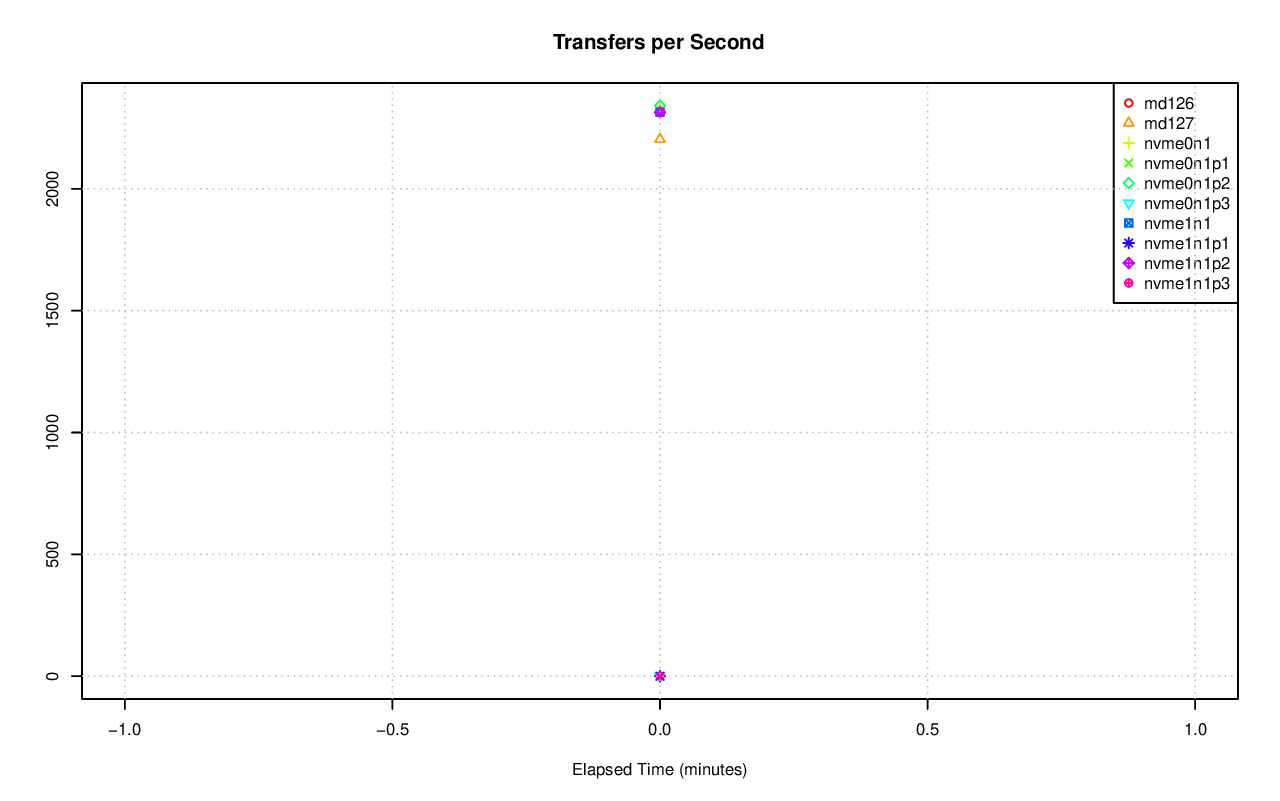 Transfers per Second
md126
md127
nvme0n1
nvme0n1p1
nvme0n1p2
nvme0n1p3
nvme1n1
nvme1n1p1
nvme1n1p2
nvme1n1p3
2000
1500
1000
500
0
−1.0 −0.5 0.0 0.5 1.0
Elapsed Time (minutes)